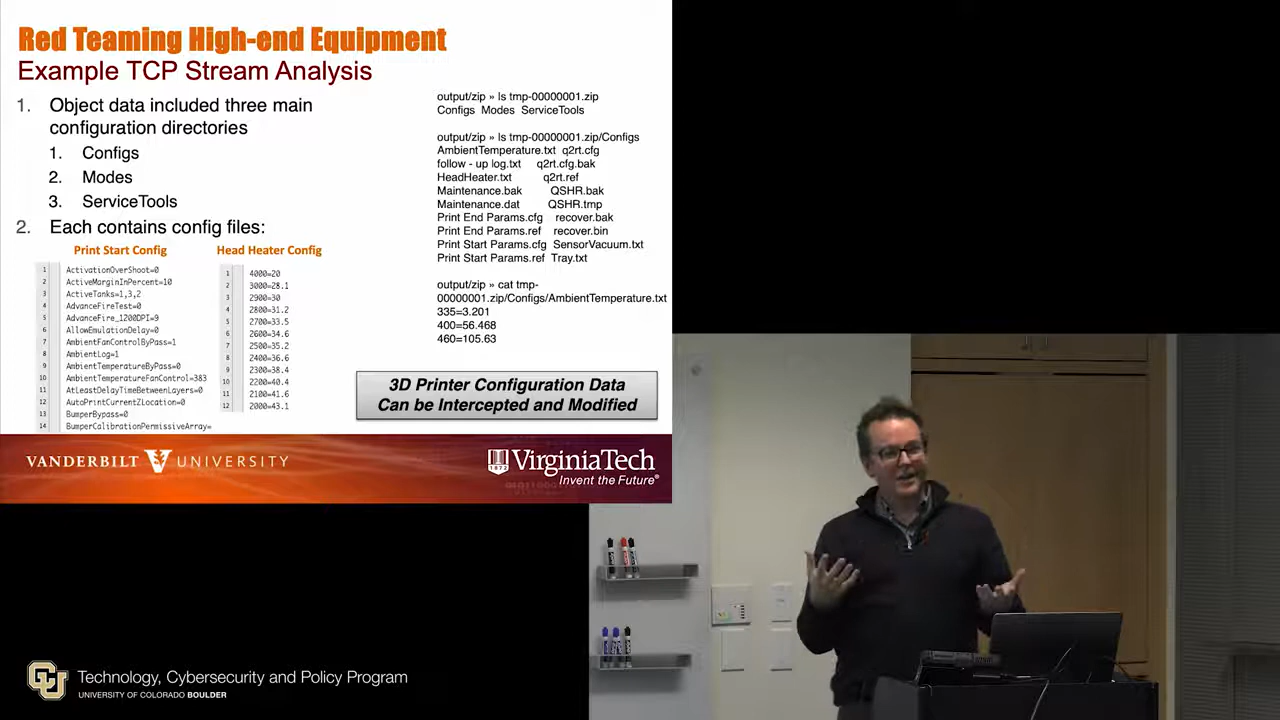 Red Teaming High-end Equipment
Example TCP Stream Analysis
1. Object data included three main
configuration directories
1. Configs
2. Modes
3. ServiceTools
2. Each contains config files:
Print Start Config
1 ActivationOverShoot=0
2 ActiveMarginInPercent=10
3 ActiveTanks=1,3,2
4 AdvanceFireTest=0
5 AdvanceFire_1200DPI=9
6 AllowEmulationDelay=0
7 AmbientFanControlByPass=1
8 AmbientLog=1
9 AmbientTemperatureByPass=0
10 AmbientTemperatureFanControl=383
11 AtLeastDelayTimeBetweenLayers=0
12 AutoPrintCurrentZLocation=0
13 BumperBypass=0
14 BumperCalibrationPermissiveArray=
Head Heater Config
1 4000=20
2 3000=28.1
3 2900=30
4 2800=31.2
5 2700=33.5
6 2600=34.6
7 2500=35.2
8 2400=36.6
9 2300=38.4
10 2200=40.4
11 2100=41.6
12 2000=43.1
output/zip » ls tmp-00000001.zip
Configs Modes ServiceTools
output/zip » ls tmp-00000001.zip/Configs
AmbientTemperature.txt q2rt.cfg
follow - up log.txt q2rt.cfg.bak
HeadHeater.txt q2rt.ref
Maintenance.bak QSHR.bak
Maintenance.dat QSHR.tmp
Print End Params.cfg recover.bak
Print End Params.ref recover.bin
Print Start Params.cfg SensorVacuum.txt
Print Start Params.ref Tray.txt
output/zip » cat tmp-
00000001.zip/Configs/AmbientTemperature.txt
335=3.201
400=56.468
460=105.63
3D Printer Configuration Data
Can be Intercepted and Modified
VANDERBILT V UNIVERSITY
1872 VirginiaTech
Invent the Future®
CU Technology, Cybersecurity and Policy Program
UNIVERSITY OF COLORADO BOULDER